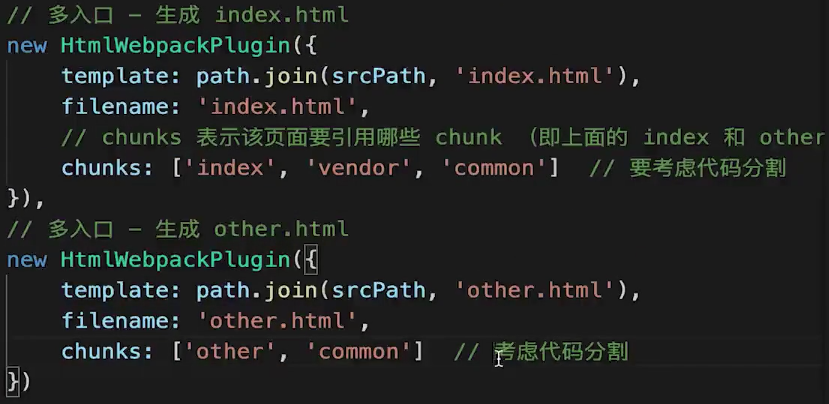 // 多入口 - 生成 index.html
new HtmlWebpackPlugin({
    template: path.join(srcPath, 'index.html'),
    filename: 'index.html',
    // chunks 表示该页面要引用哪些 chunk （即上面的 index 和 other
    chunks: ['index', 'vendor', 'common']  // 要考虑代码分割
}),
// 多入口 - 生成 other.html
new HtmlWebpackPlugin({
    template: path.join(srcPath, 'other.html'),
    filename: 'other.html',
    chunks: ['other', 'common']  // 考虑代码分割
})